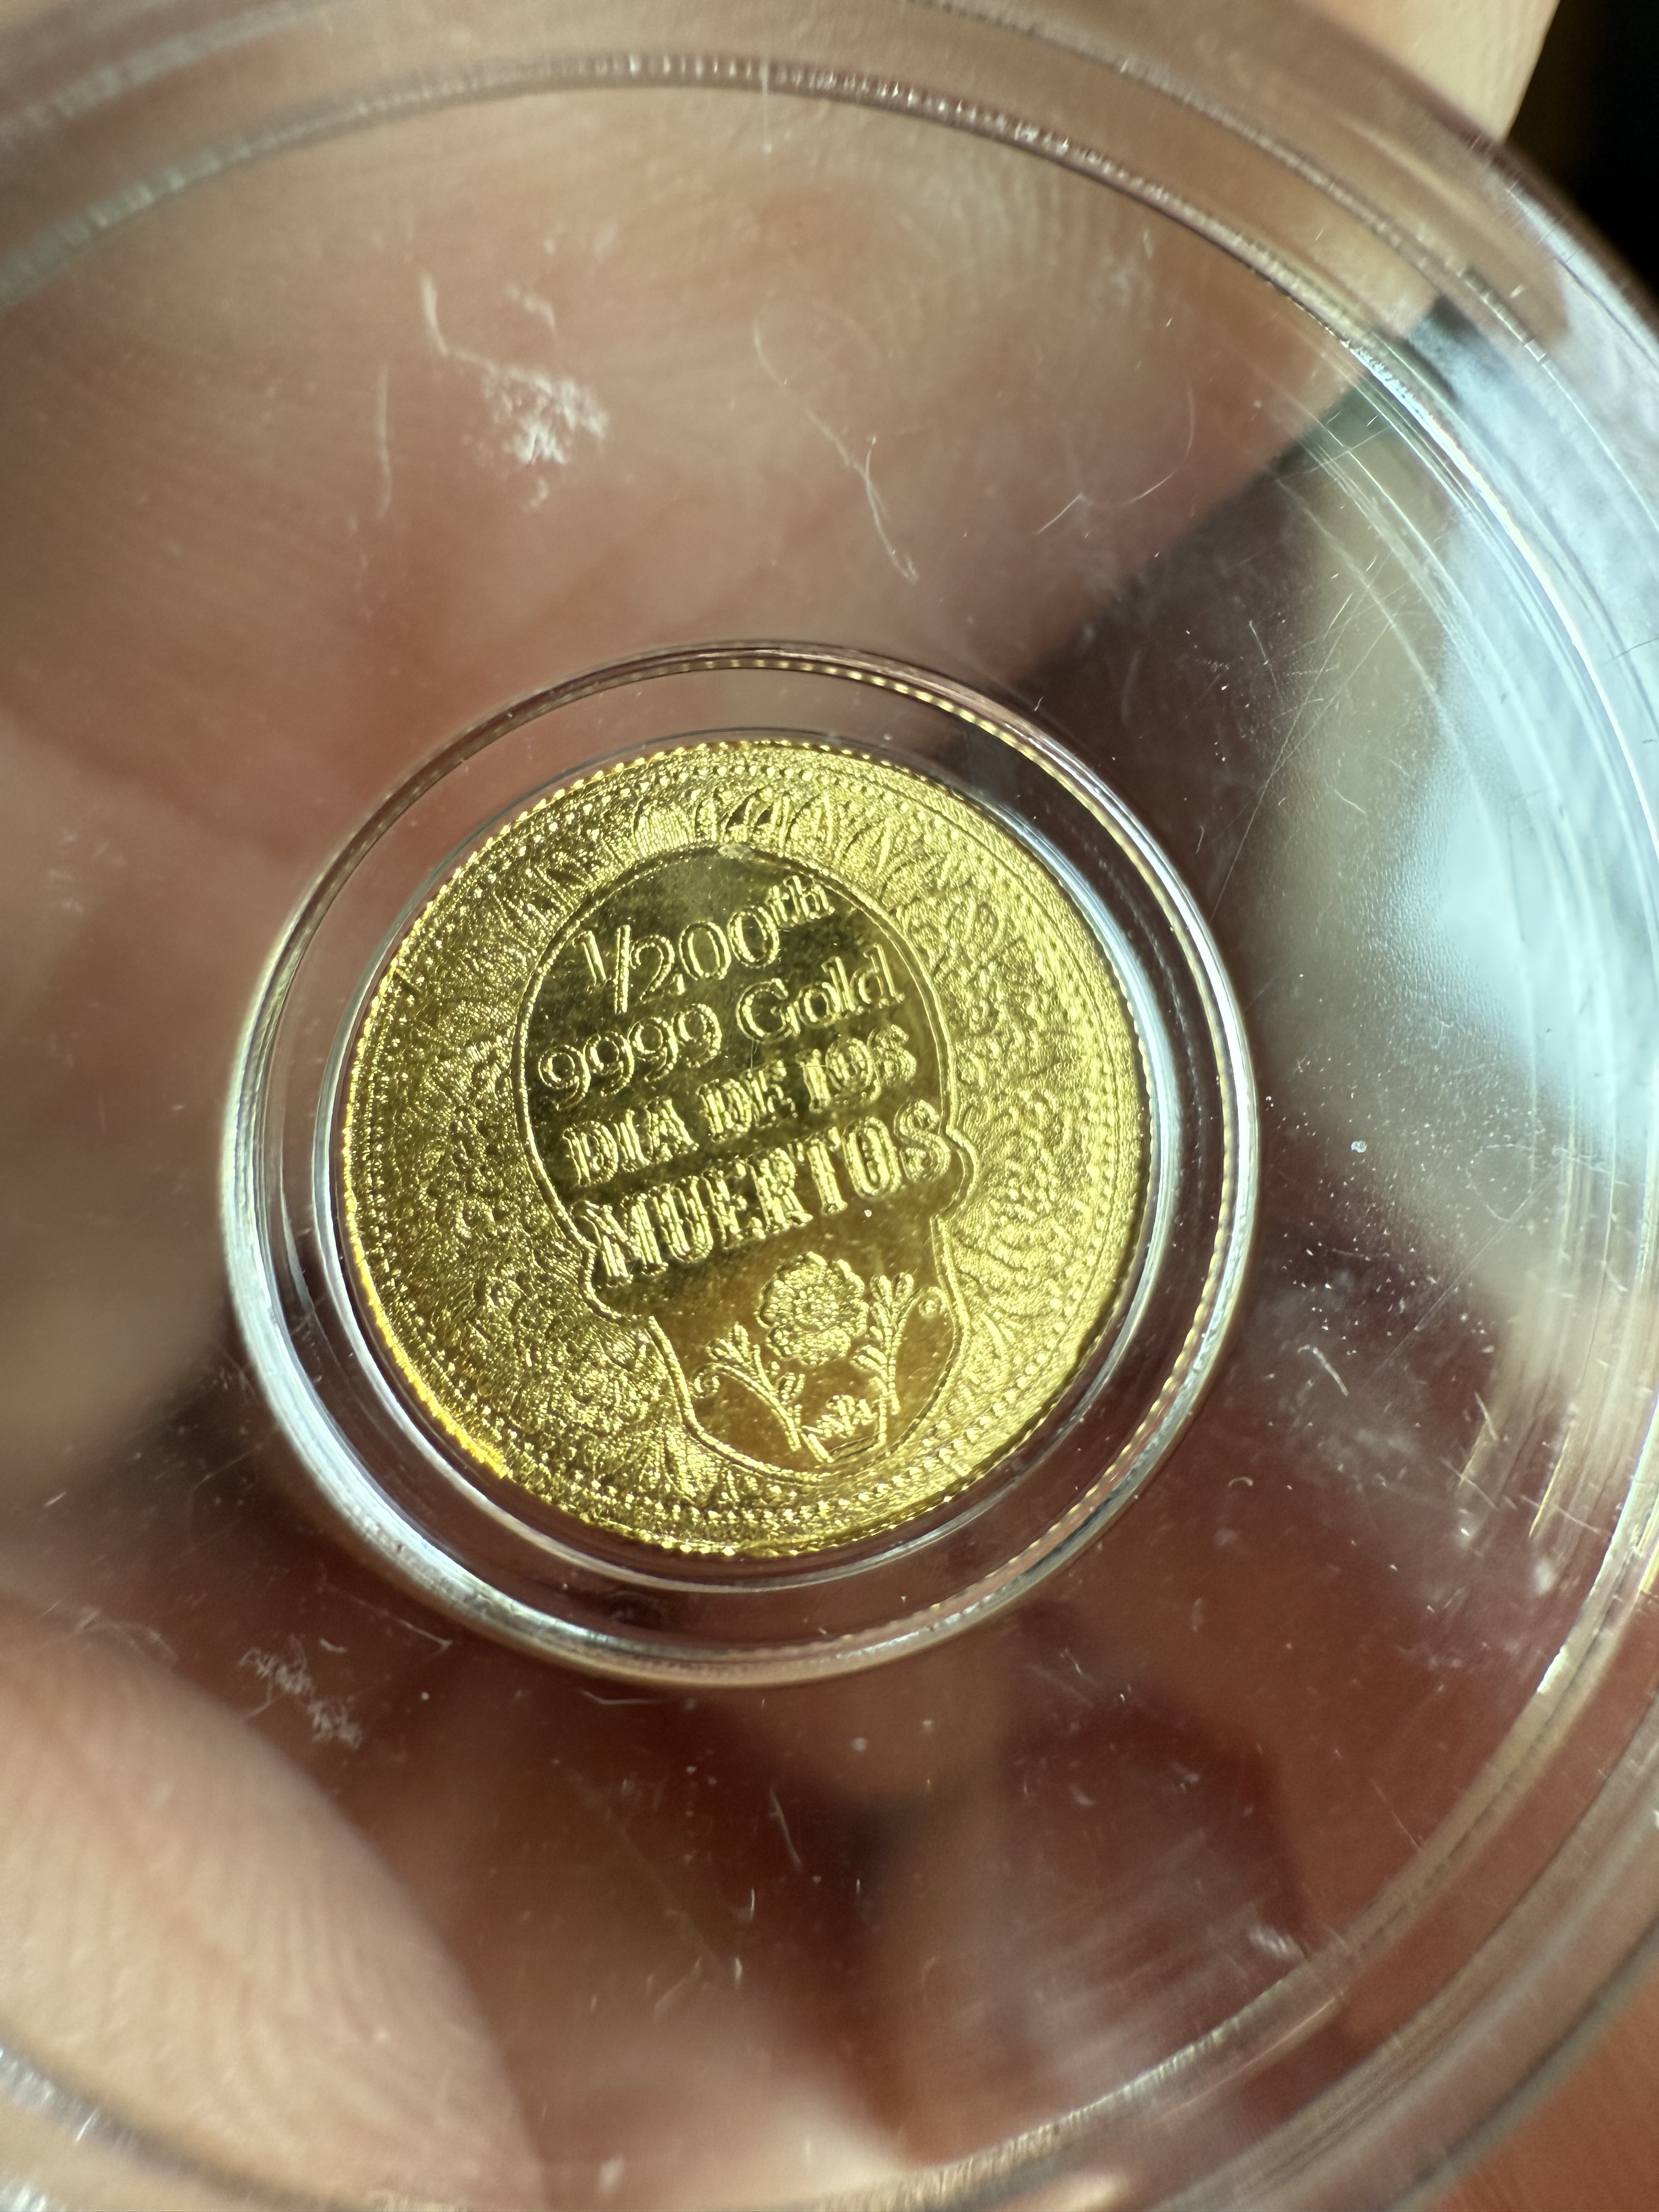 1/200th
9999 Gold
DIA DE LOS
MUERTOS